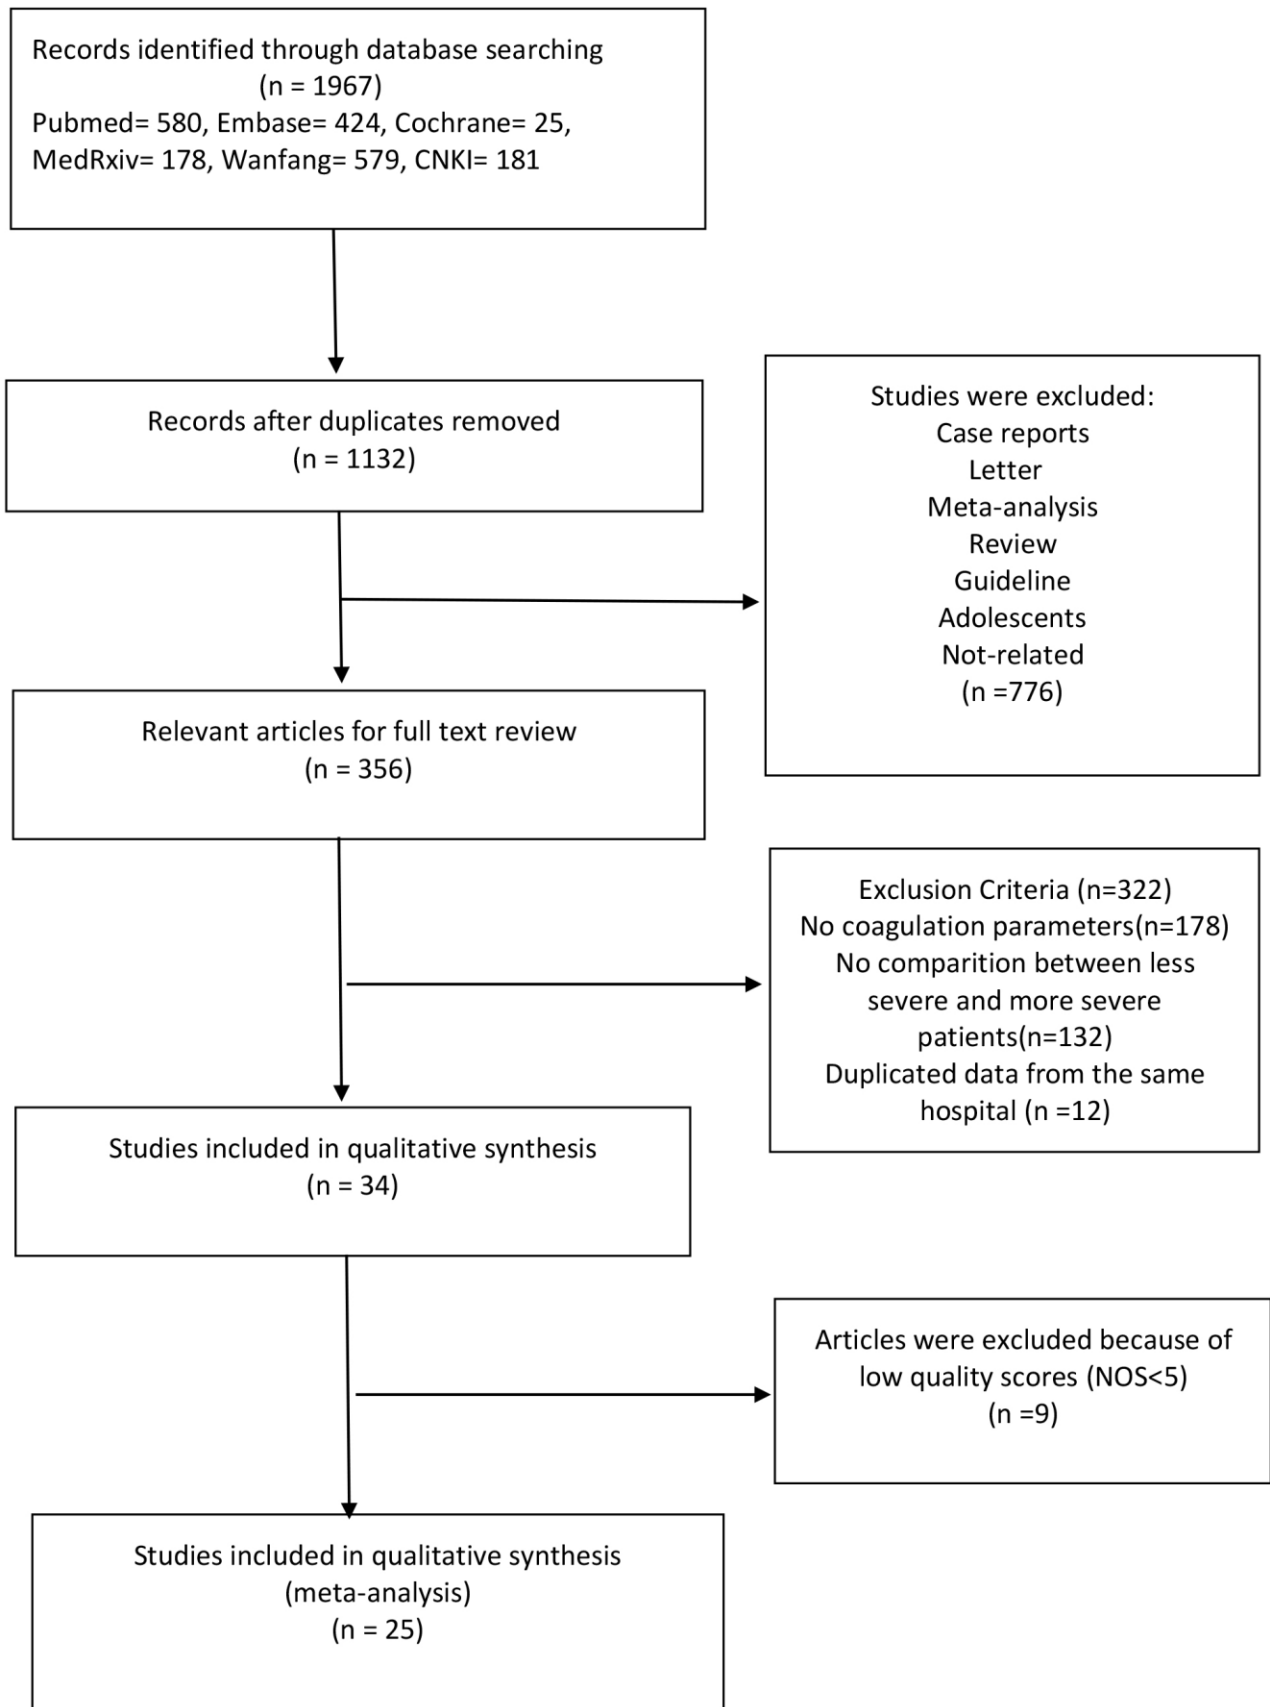 Records identified through database searching
(n = 1967)
Pubmed= 580, Embase= 424, Cochrane= 25,
MedRxiv= 178, Wanfang= 579, CNKI= 181
Records after duplicates removed
(n = 1132)
Studies were excluded:
Case reports
Letter
Meta-analysis
Review
Guideline
Adolescents
Not-related
(n =776)
Relevant articles for full text review
(n = 356)
Exclusion Criteria (n=322)
No coagulation parameters(n=178)
No comparition between less
severe and more severe
patients(n=132)
Duplicated data from the same
hospital (n =12)
Studies included in qualitative synthesis
(n = 34)
Articles were excluded because of
low quality scores (NOS<5)
(n =9)
Studies included in qualitative synthesis
(meta-analysis)
(n = 25)